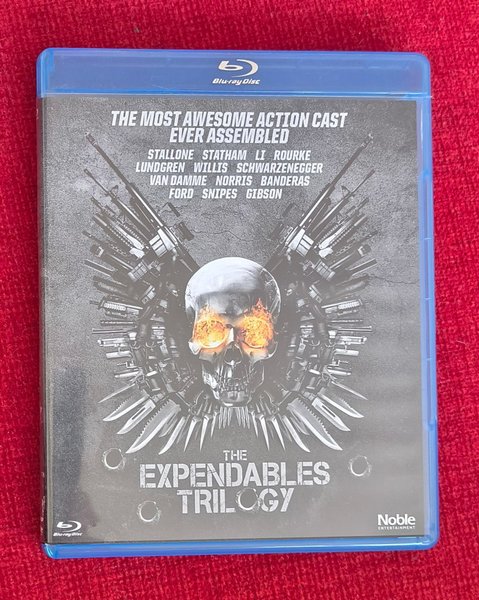 Blu-ray Disc
THE MOST AWESOME ACTION CAST
EVER ASSEMBLED
STALLONE STATHAM LI ROURKE
LUNDGREN WILLIS SCHWARZENEGGER
VAN DAMME NORRIS BANDERAS
FORD SNIPES GIBSON
THE
EXPENDABLES
TRILOGY
Blu-ray Disc
Noble
ENTERTAINMENT